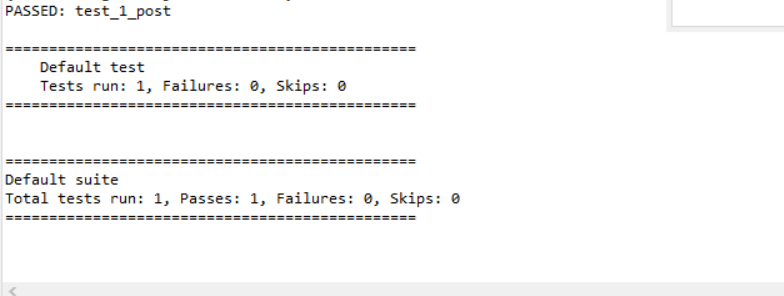 PASSED: test_1_post
===============================================
    Default test
    Tests run: 1, Failures: 0, Skips: 0
===============================================
===============================================
Default suite
Total tests run: 1, Passes: 1, Failures: 0, Skips: 0
===============================================